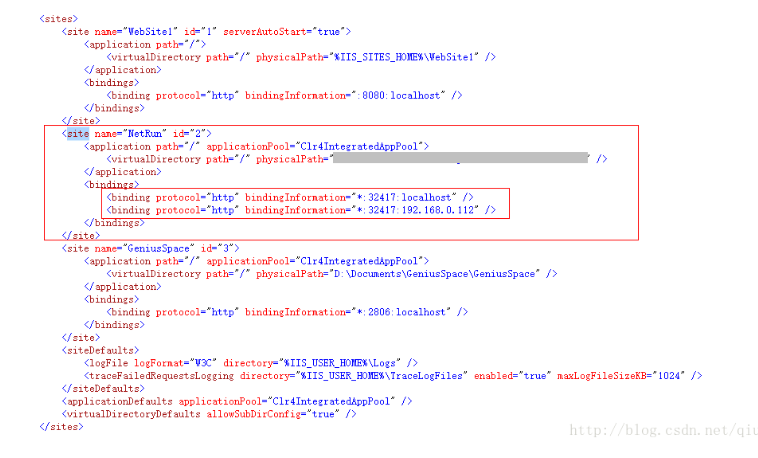 <sites>
<site name="WebSite1" id="1" serverAutoStart="true">
<application path="/">
<virtualDirectory path="/" physicalPath="%IIS_SITES_HOME%\WebSite1" />
</application>
<bindings>
<binding protocol="http" bindingInformation=":8080:localhost" />
</bindings>
</site>
<site name="NetRun" id="2">
<application path="/" applicationPool="Clr4IntegratedAppPool">
<virtualDirectory path="/" physicalPath=" " />
</application>
<bindings>
<binding protocol="http" bindingInformation="*:32417:localhost" />
<binding protocol="http" bindingInformation="*:32417:192.168.0.112" />
</bindings>
</site>
<site name="GeniusSpace" id="3">
<application path="/" applicationPool="Clr4IntegratedAppPool">
<virtualDirectory path="/" physicalPath="D:\Documents\GeniusSpace\GeniusSpace" />
</application>
<bindings>
<binding protocol="http" bindingInformation="*:2806:localhost" />
</bindings>
</site>
<siteDefaults>
<logFile logFormat="W3C" directory="%IIS_USER_HOME%\Logs" />
<traceFailedRequestsLogging directory="%IIS_USER_HOME%\TraceLogFiles" enabled="true" maxLogFileSizeKB="1024" />
</siteDefaults>
<applicationDefaults applicationPool="Clr4IntegratedAppPool" />
<virtualDirectoryDefaults allowSubDirConfig="true" />
</sites>
http://blog.csdn.net/qiu